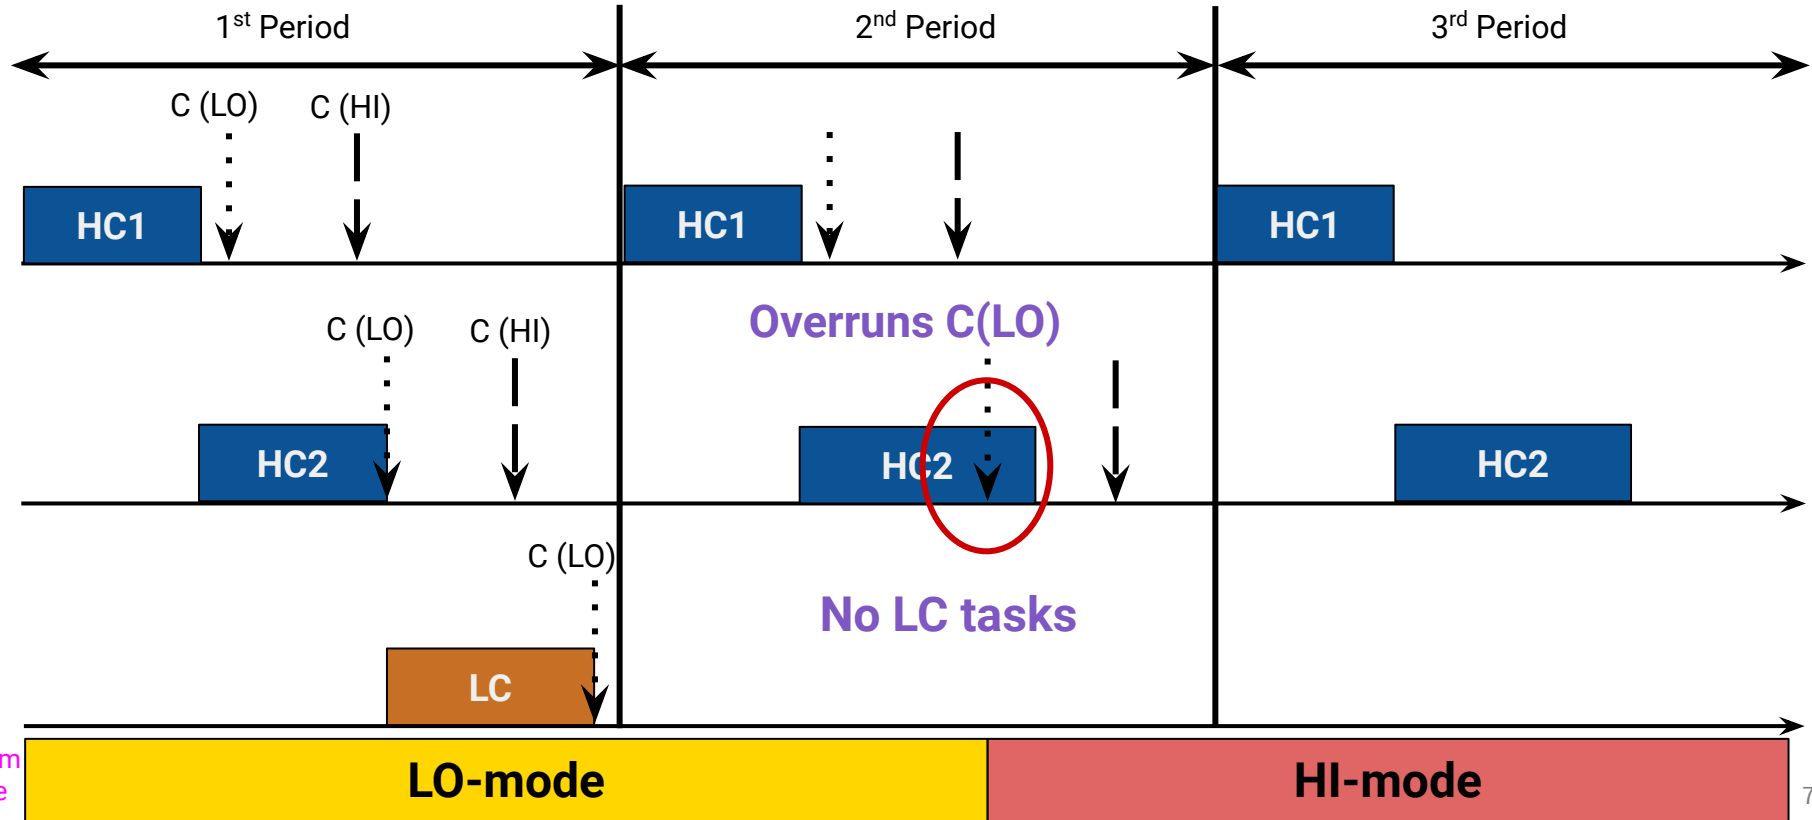 1st Period
2nd Period
3rd Period
C (LO)
C (HI)
HC1
HC1
HC1
Overruns C(LO)
C (LO)
C (HI)
HC2
HC2
HC2
C (LO)
No LC tasks
LC
m
e
LO-mode
HI-mode
7